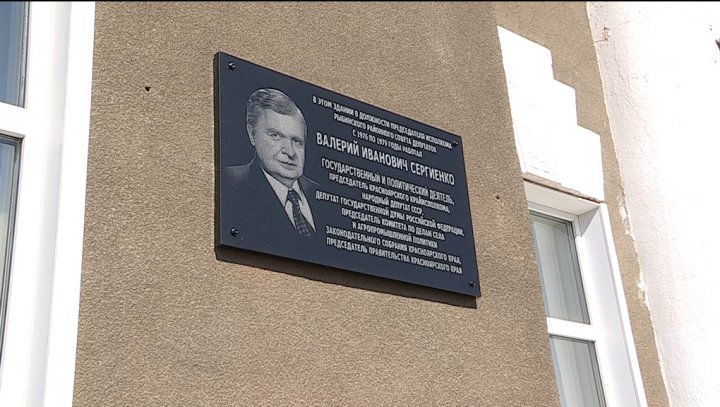 В ЭТОМ ЗДАНИИ В ДОЛЖНОСТИ ПРЕДСЕДАТЕЛЯ ИСПОЛКОМА
РЫБИНСКОГО РАЙОННОГО СОВЕТА ДЕПУТАТОВ
С 1976 ПО 1979 ГОДЫ РАБОТАЛ
ВАЛЕРИЙ ИВАНОВИЧ СЕРГИЕНКО
ГОСУДАРСТВЕННЫЙ И ПОЛИТИЧЕСКИЙ ДЕЯТЕЛЬ,
ПРЕДСЕДАТЕЛЬ КРАСНОЯРСКОГО КРАЙИСПОЛКОМА,
НАРОДНЫЙ ДЕПУТАТ СССР,
ДЕПУТАТ ГОСУДАРСТВЕННОЙ ДУМЫ РОССИЙСКОЙ ФЕДЕРАЦИИ,
ПРЕДСЕДАТЕЛЬ КОМИТЕТА ПО ДЕЛАМ СЕЛА
И АГРОПРОМЫШЛЕННОЙ ПОЛИТИКИ
ЗАКОНОДАТЕЛЬНОГО СОБРАНИЯ КРАСНОЯРСКОГО КРАЯ,
ПРЕДСЕДАТЕЛЬ ПРАВИТЕЛЬСТВА КРАСНОЯРСКОГО КРАЯ